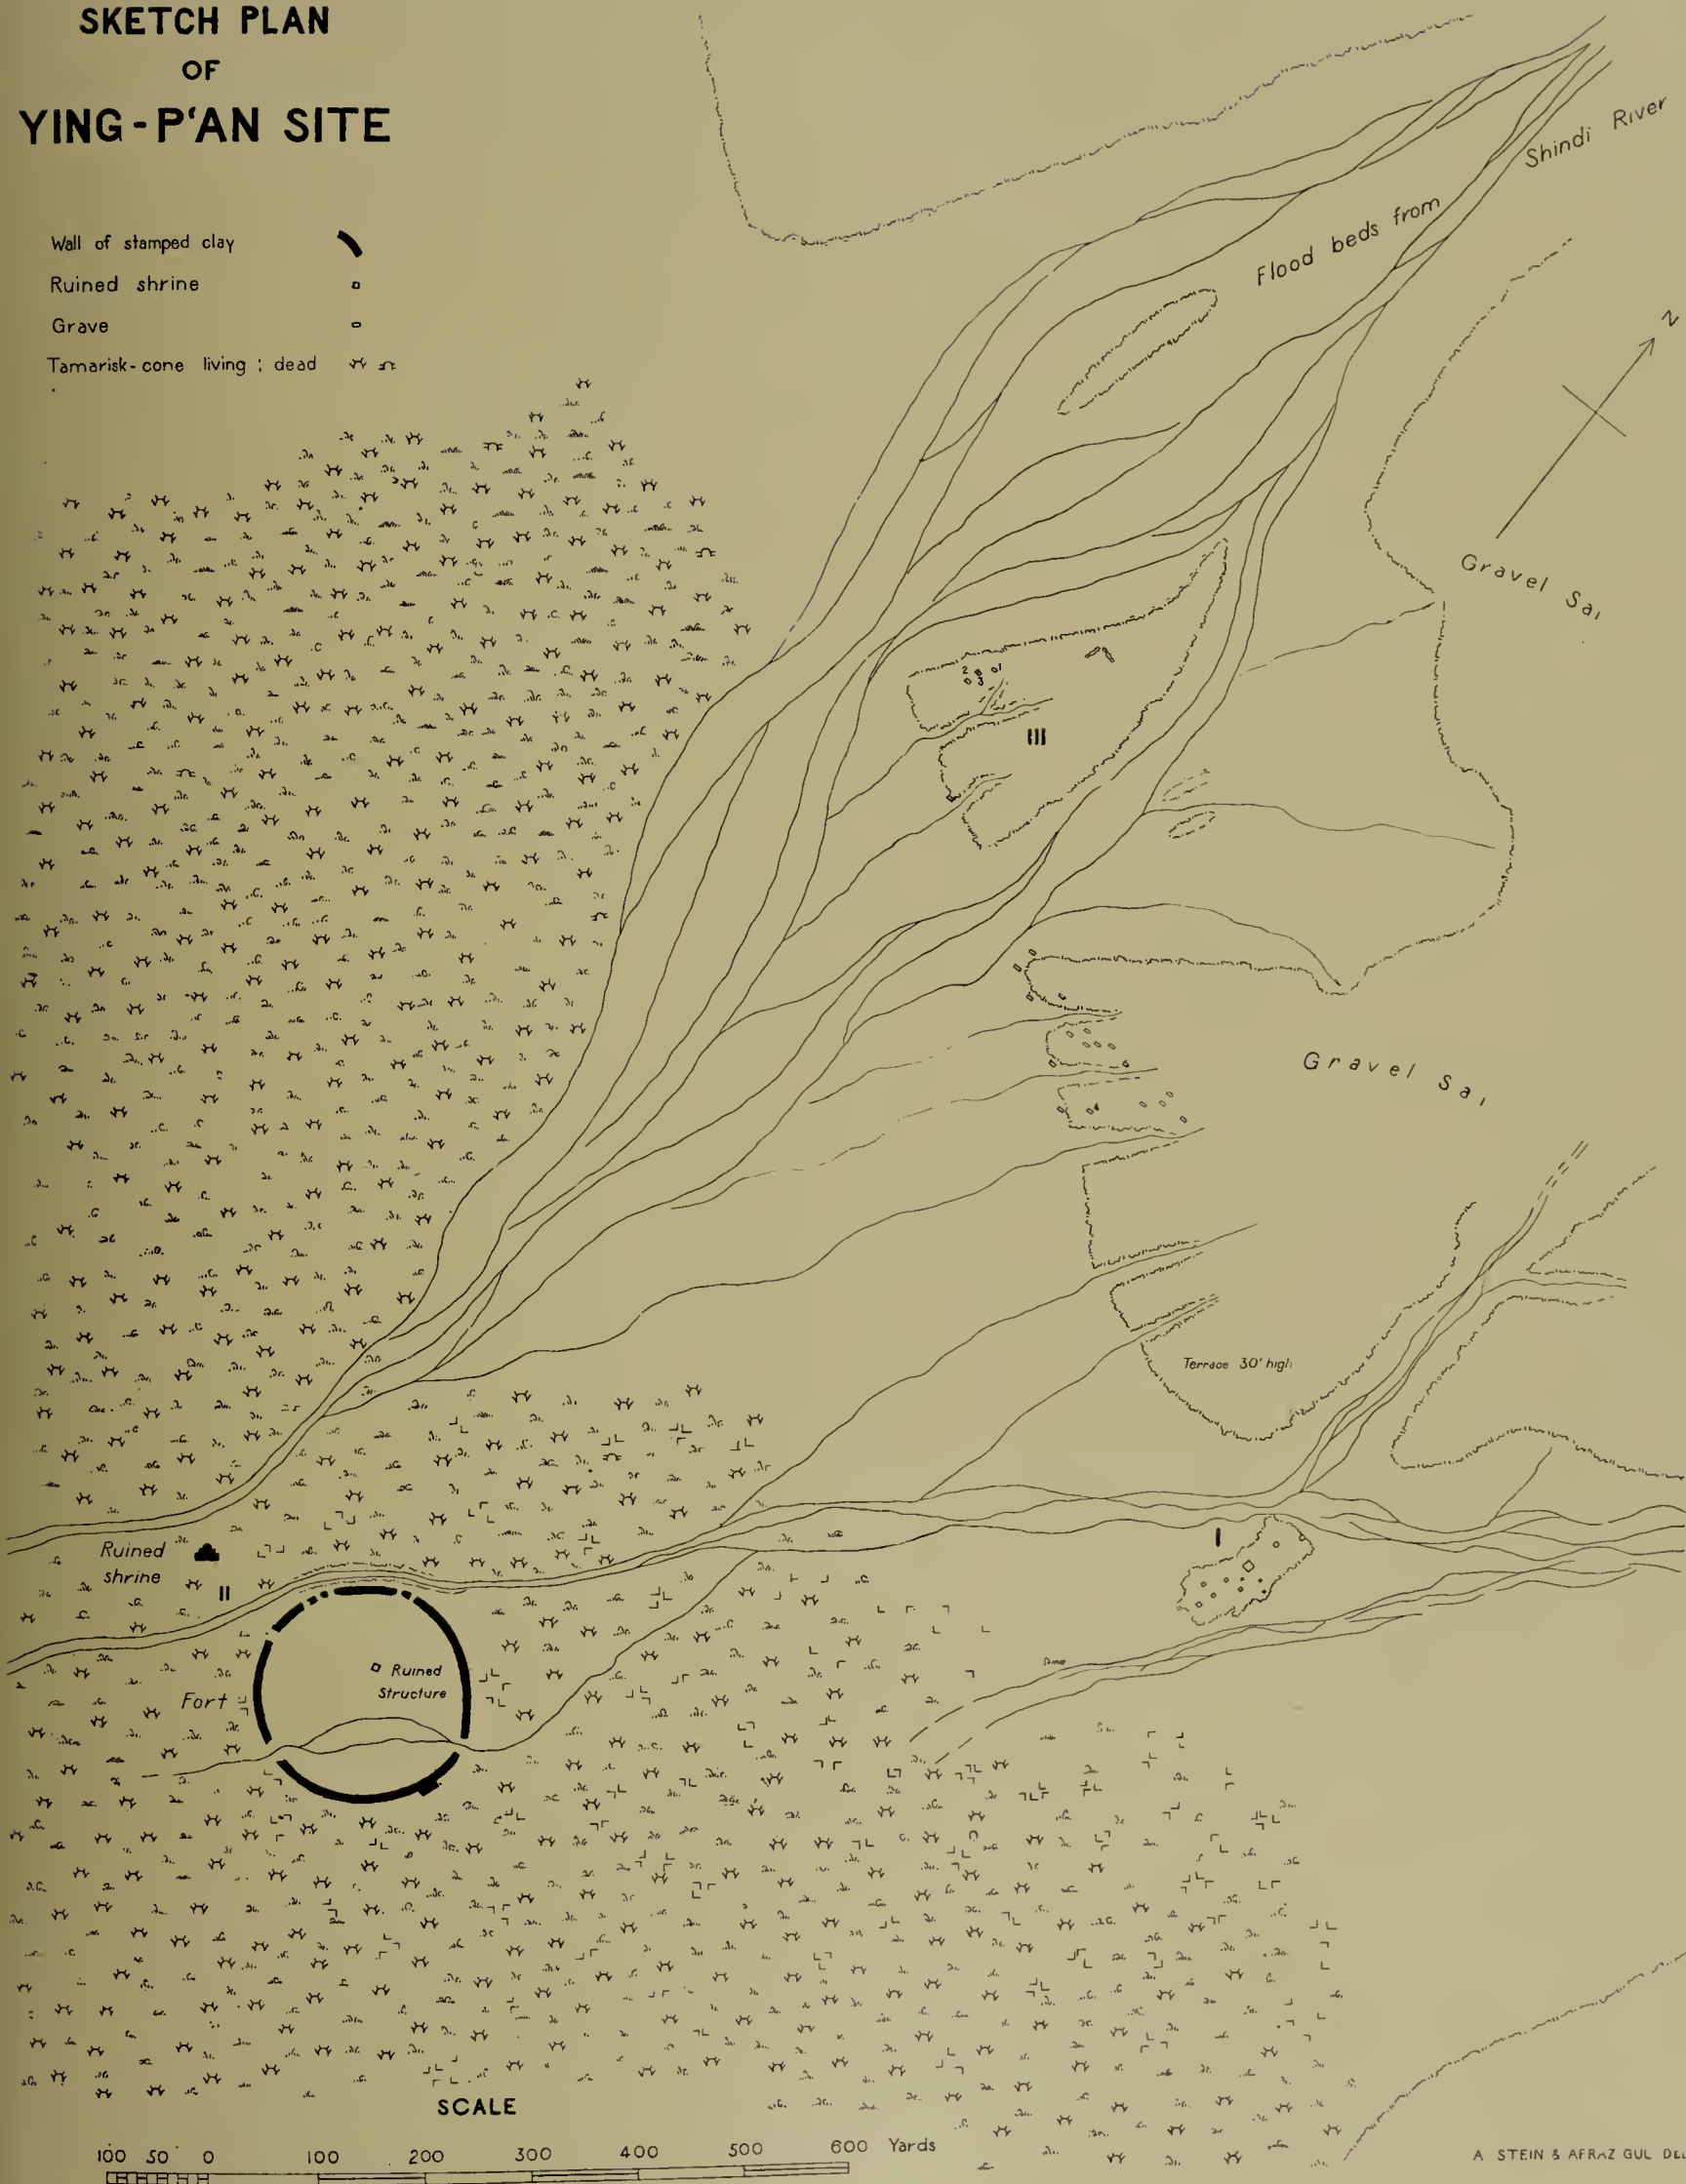 SKETCH PLAN
OF
YING-P'AN SITE
Wall of stamped clay
Ruined shrine
Grave
Tamarisk-cone living ; dead
Shindi River
Flood beds from
N
Gravel Sai
III
Gravel Sai
Terrace 30' high
I
Ruined
shrine
II
Ruined
Structure
Fort
SCALE
100 50 0 100 200 300 400 500 600 Yards
A STEIN & AFRAZ GUL DEL